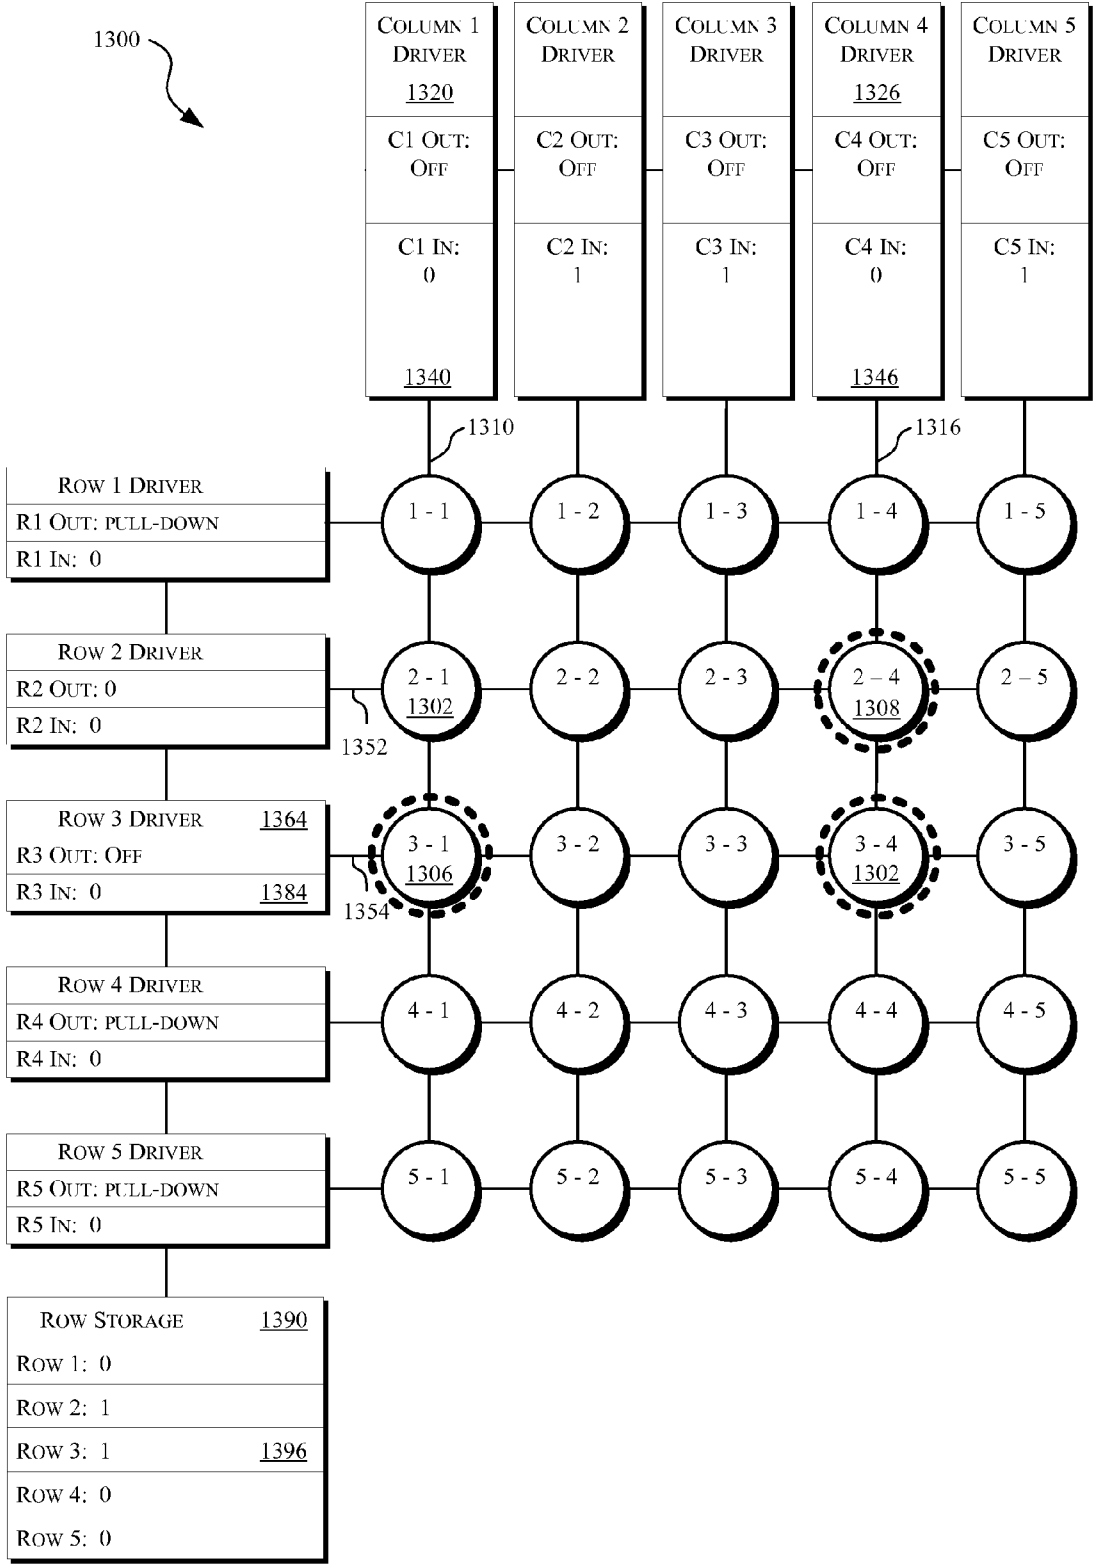 1300
COLUMN 1 DRIVER
1320
C1 OUT: OFF
C1 IN: 0
1340
COLUMN 2 DRIVER
C2 OUT: OFF
C2 IN: 1
COLUMN 3 DRIVER
C3 OUT: OFF
C3 IN: 1
COLUMN 4 DRIVER
1326
C4 OUT: OFF
C4 IN: 0
1346
COLUMN 5 DRIVER
C5 OUT: OFF
C5 IN: 1
1310
1316
ROW 1 DRIVER
R1 OUT: PULL-DOWN
R1 IN: 0
1 - 1
1 - 2
1 - 3
1 - 4
1 - 5
ROW 2 DRIVER
R2 OUT: 0
R2 IN: 0
1352
2 - 1
1302
2 - 2
2 - 3
2 – 4
1308
2 – 5
ROW 3 DRIVER
1364
R3 OUT: OFF
R3 IN: 0
1384
1354
3 - 1
1306
3 - 2
3 - 3
3 - 4
1302
3 - 5
ROW 4 DRIVER
R4 OUT: PULL-DOWN
R4 IN: 0
4 - 1
4 - 2
4 - 3
4 - 4
4 - 5
ROW 5 DRIVER
R5 OUT: PULL-DOWN
R5 IN: 0
5 - 1
5 - 2
5 - 3
5 - 4
5 - 5
ROW STORAGE
1390
ROW 1: 0
ROW 2: 1
ROW 3: 1
1396
ROW 4: 0
ROW 5: 0